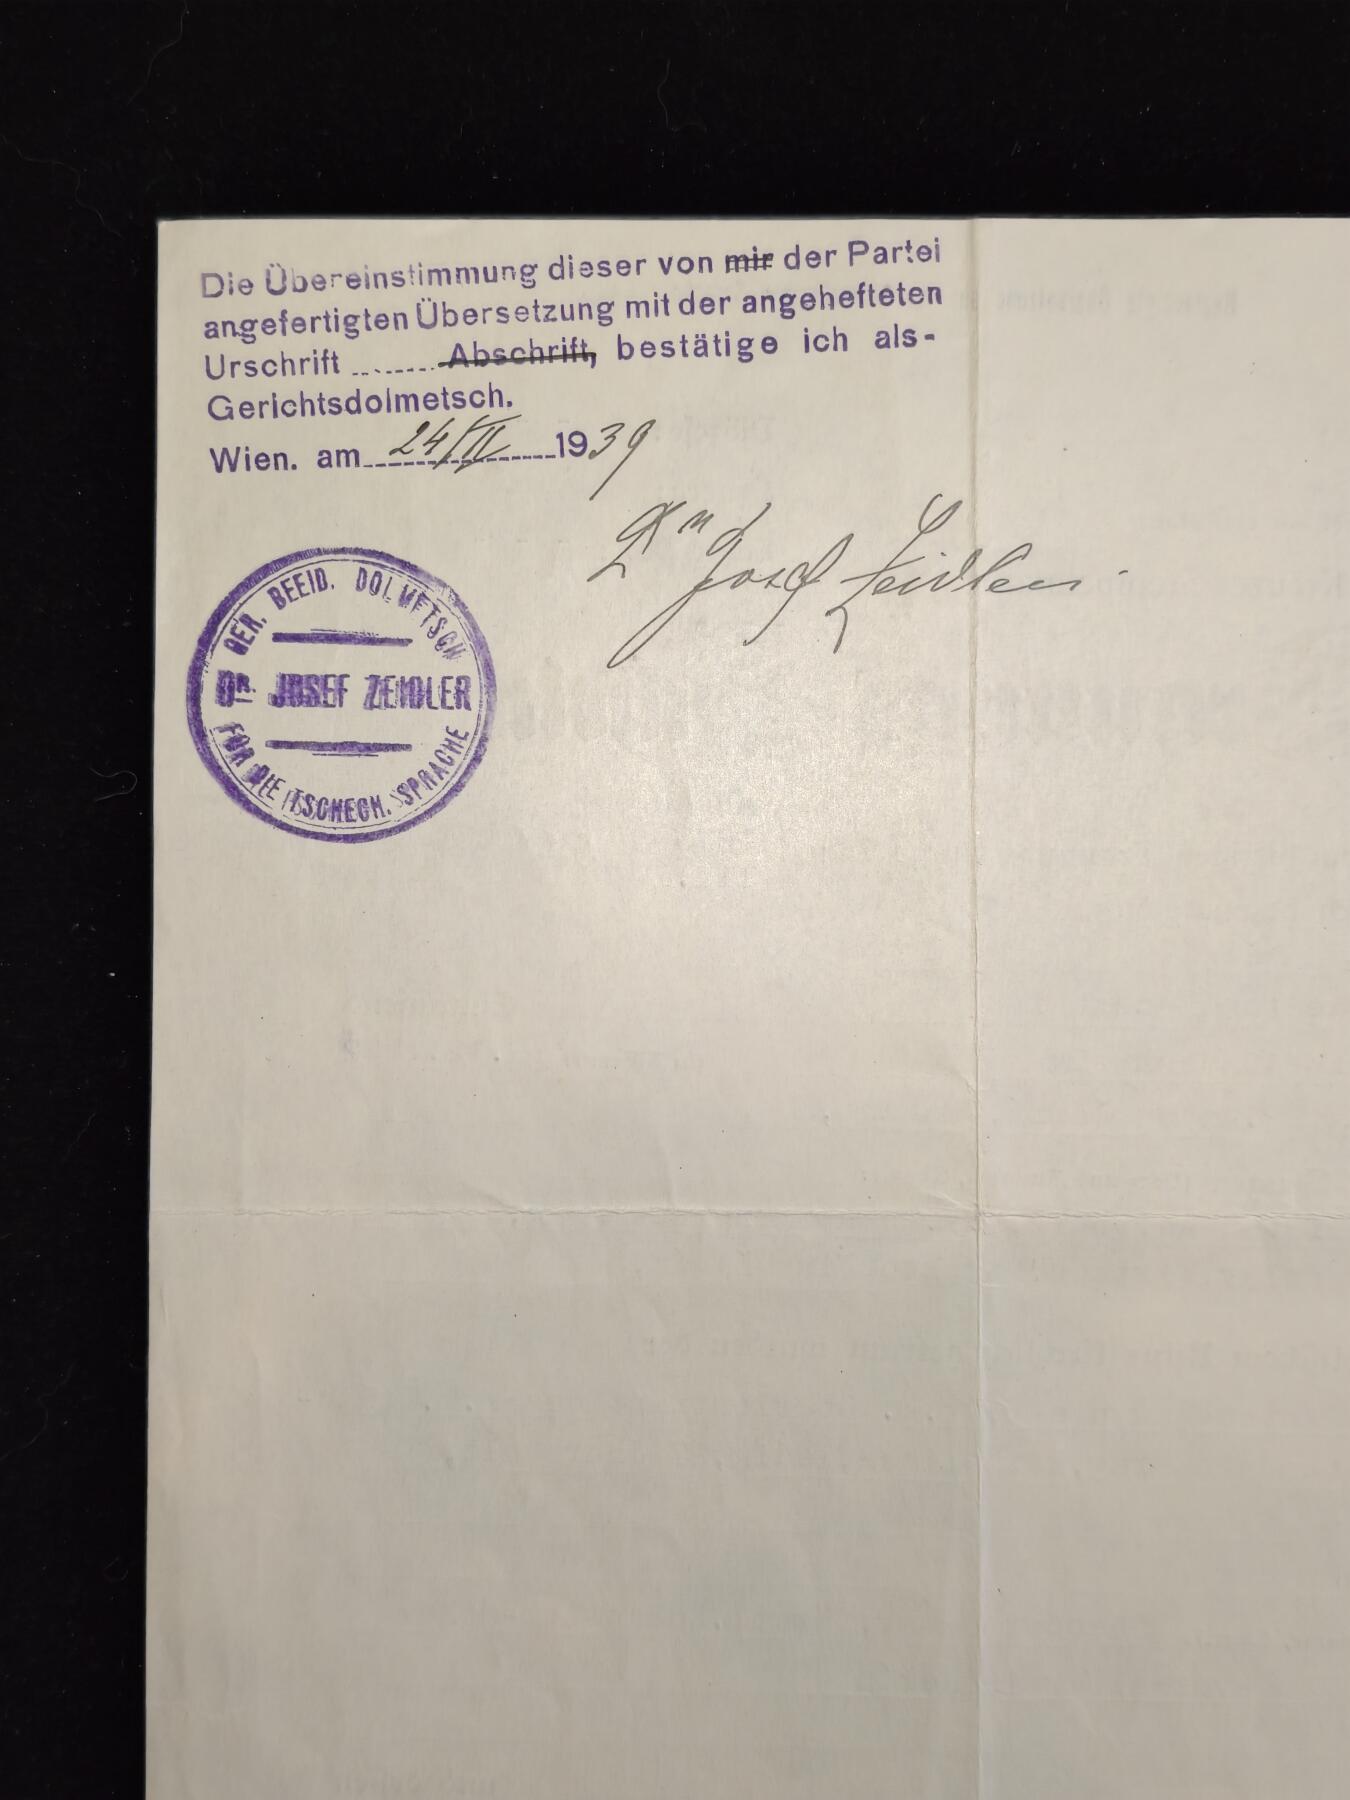 Die Übereinstimmung dieser von mir der Partei
angefertigten Übersetzung mit der angehefteten
Urschrift ........ Abschrift, bestätige ich als-
Gerichtsdolmetsch.
Wien. am 24/II 1939
Dr Josef Zeidler
GER. BEEID. DOLMETSCH
DR. JOSEF ZEIDLER
FÜR DIE TSCHECH. SPRACHE